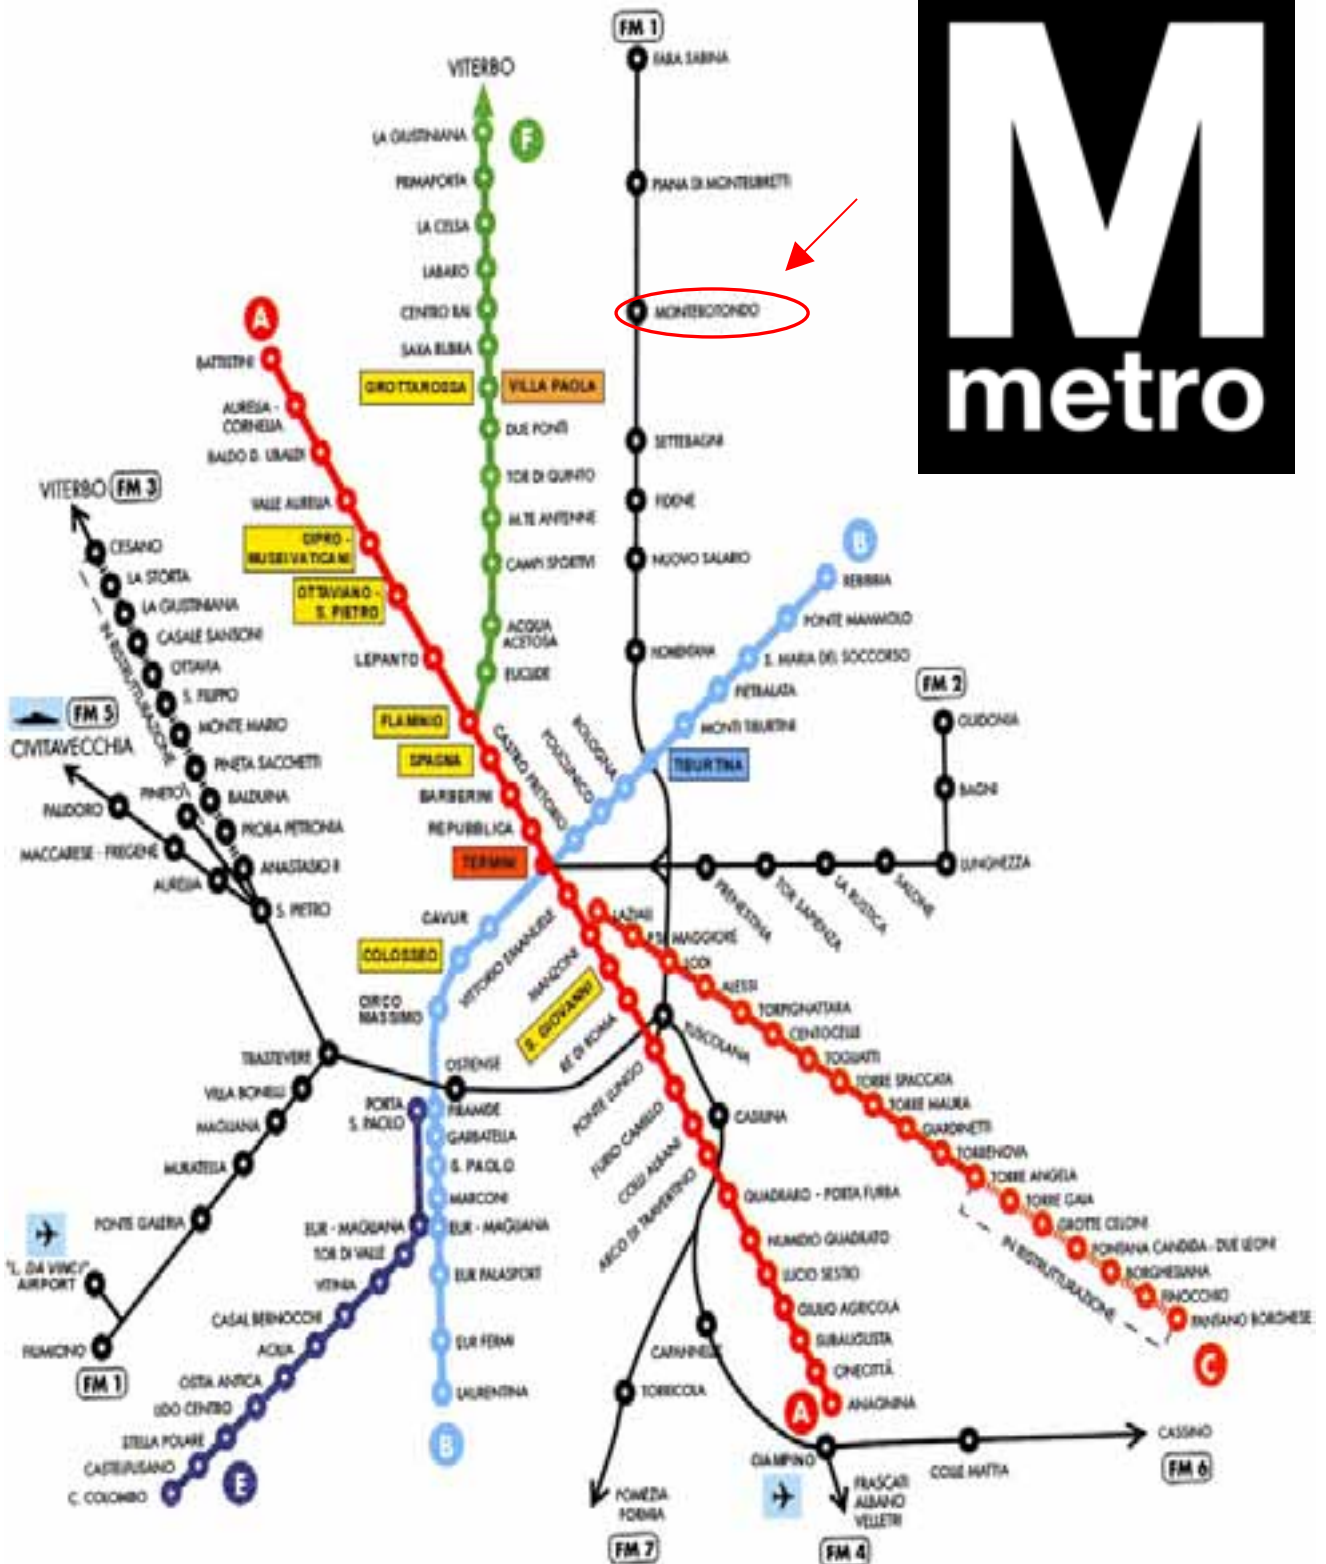 FM 1
FARA SABINA
VITERBO
LA GIUSTINIANA
F
PRIMAPORTA
PIANA DI MONTELIBRETTI
LA CELSA
LABARO
CENTRO RAI
MONTEROTONDO
A
SAXA RUBRA
BATTISTINI
GROTTAROSSA
VILLA PAOLA
M
metro
AURELIA -
CORNELIA
DUE PONTI
SETTEBAGNI
BALDO D. UBALDI
TOR DI QUINTO
VITERBO
FM 3
VALLE AURELIA
FIDENE
M.TE ANTENNE
CIPRO -
MUSEI VATICANI
B
CESANO
CAMPI SPORTIVI
NUOVO SALARIO
LA STORTA
REBIBBIA
OTTAVIANO -
S. PIETRO
LA GIUSTINIANA
PONTE MAMMOLO
CASALE SANSONI
ACQUA
ACETOSA
IN RISTRUTTURAZIONE
LEPANTO
NOMENTANA
S. MARIA DEL SOCCORSO
OTTAVIA
EUCLIDE
FM 2
S. FILIPPO
PIETRALATA
FM 5
MONTE MARIO
FLAMINIO
MONTI TIBURTINI
GUIDONIA
CIVITAVECCHIA
PINETA SACCHETTI
SPAGNA
CASTRO PRETORIO
POLICLINICO
BOLOGNA
TIBURTINA
PINETO
BALDUINA
BARBERINI
BAGNI
PALIDORO
PROBA PETRONIA
REPUBBLICA
MACCARESE - FREGENE
ANASTASIO II
TERMINI
LUNGHEZZA
AURELIA
PRENESTINA
TOR SAPIENZA
LA RUSTICA
SALONE
S. PIETRO
CAVUR
LAZIALI
P.TA MAGGIORE
COLOSSEO
VITTORIO EMANUELE
MANZONI
LODI
ALESSI
CIRCO
MASSIMO
S. GIOVANNI
TORPIGNATTARA
RE DI ROMA
TUSCOLANA
CENTOCELLE
TRASTEVERE
OSTIENSE
TOGLIATTI
VILLA BONELLI
PONTE LUNGO
TORRE SPACCATA
PORTA
S. PAOLO
PIRAMIDE
TORRE MAURA
MAGLIANA
GARBATELLA
FURIO CAMILLO
CASILINA
GIARDINETTI
MURATELLA
S. PAOLO
COLLI ALBANI
TORRENOVA
MARCONI
ARCO DI TRAVERTINO
TORRE ANGELA
PONTE GALERIA
EUR - MAGLIANA
EUR - MAGLIANA
QUADRARO - PORTA FURBA
TORRE GAIA
TOR DI VALLE
NUMIDIO QUADRATO
GROTTE CELONI
"L. DA VINCI"
AIRPORT
VITINIA
EUR PALASPORT
LUCIO SESTIO
IN RISTRUTTURAZIONE
FONTANA CANDIDA - DUE LEONI
BORGHESIANA
CASAL BERNOCCHI
GIULIO AGRICOLA
FINOCCHIO
FIUMICINO
ACILIA
EUR FERMI
CAPANNELLE
SUBAUGUSTA
PANTANO BORGHESE
FM 1
OSTIA ANTICA
LAURENTINA
TORRICOLA
CINECITTÀ
C
LIDO CENTRO
A
ANAGNINA
STELLA POLARE
B
CIAMPINO
CASSINO
CASTELFUSANO
E
COLLE MATTIA
FM 6
C. COLOMBO
POMEZIA
FORMIA
FRASCATI
ALBANO
VELLETRI
FM 7
FM 4